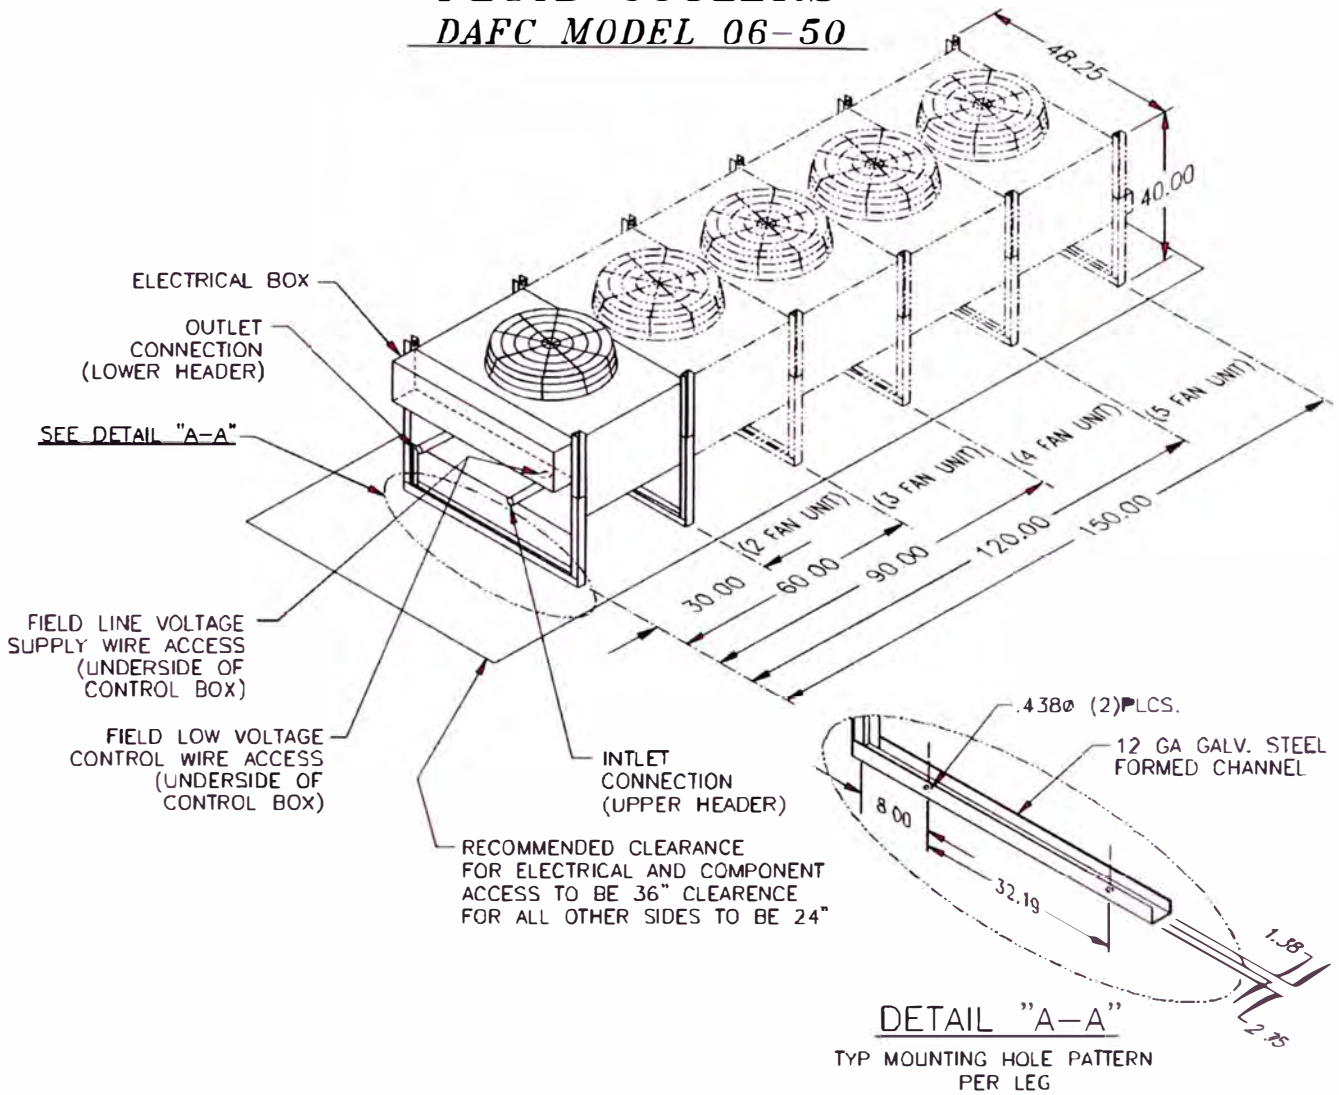 DAFC MODEL 06-50
48.25
40.00
ELECTRICAL BOX
OUTLET
CONNECTION
(LOWER HEADER)
SEE DETAIL "A-A"
(2 FAN UNIT)
(3 FAN UNIT)
(4 FAN UNIT)
(5 FAN UNIT)
30.00
60.00
90.00
120.00
150.00
FIELD LINE VOLTAGE
SUPPLY WIRE ACCESS
(UNDERSIDE OF
CONTROL BOX)
FIELD LOW VOLTAGE
CONTROL WIRE ACCESS
(UNDERSIDE OF
CONTROL BOX)
INTLET
CONNECTION
(UPPER HEADER)
RECOMMENDED CLEARANCE
FOR ELECTRICAL AND COMPONENT
ACCESS TO BE 36" CLEARENCE
FOR ALL OTHER SIDES TO BE 24"
.438ø (2)PLCS.
12 GA GALV. STEEL
FORMED CHANNEL
8.00
32.19
1.38
2.75
DETAIL "A-A"
TYP MOUNTING HOLE PATTERN
PER LEG